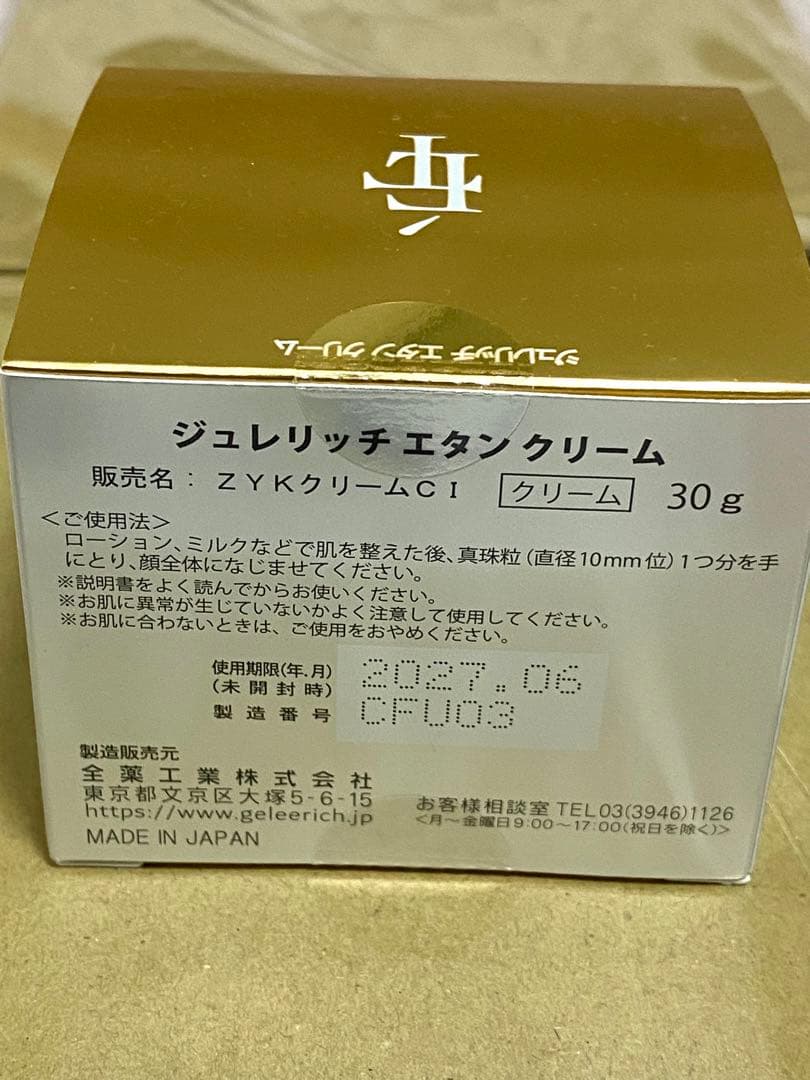 ÉT
ジュレリッチ エタン クリーム
ジュレリッチ エタン クリーム
販売名：ZYKクリームCI クリーム 30g
＜ご使用法＞
ローション、ミルクなどで肌を整えた後、真珠粒（直径10mm位）1つ分を手
にとり、顔全体になじませてください。
※説明書をよく読んでからお使いください。
※お肌に異常が生じていないかよく注意して使用してください。
※お肌に合わないときは、ご使用をおやめください。
使用期限(年.月) 2027.06
(未開封時)
製造番号 CFU03
製造販売元
全薬工業株式会社
東京都文京区大塚5-6-15
https://www.geleerich.jp
MADE IN JAPAN
お客様相談室 TEL03(3946)1126
＜月～金曜日9:00～17:00(祝日を除く)＞